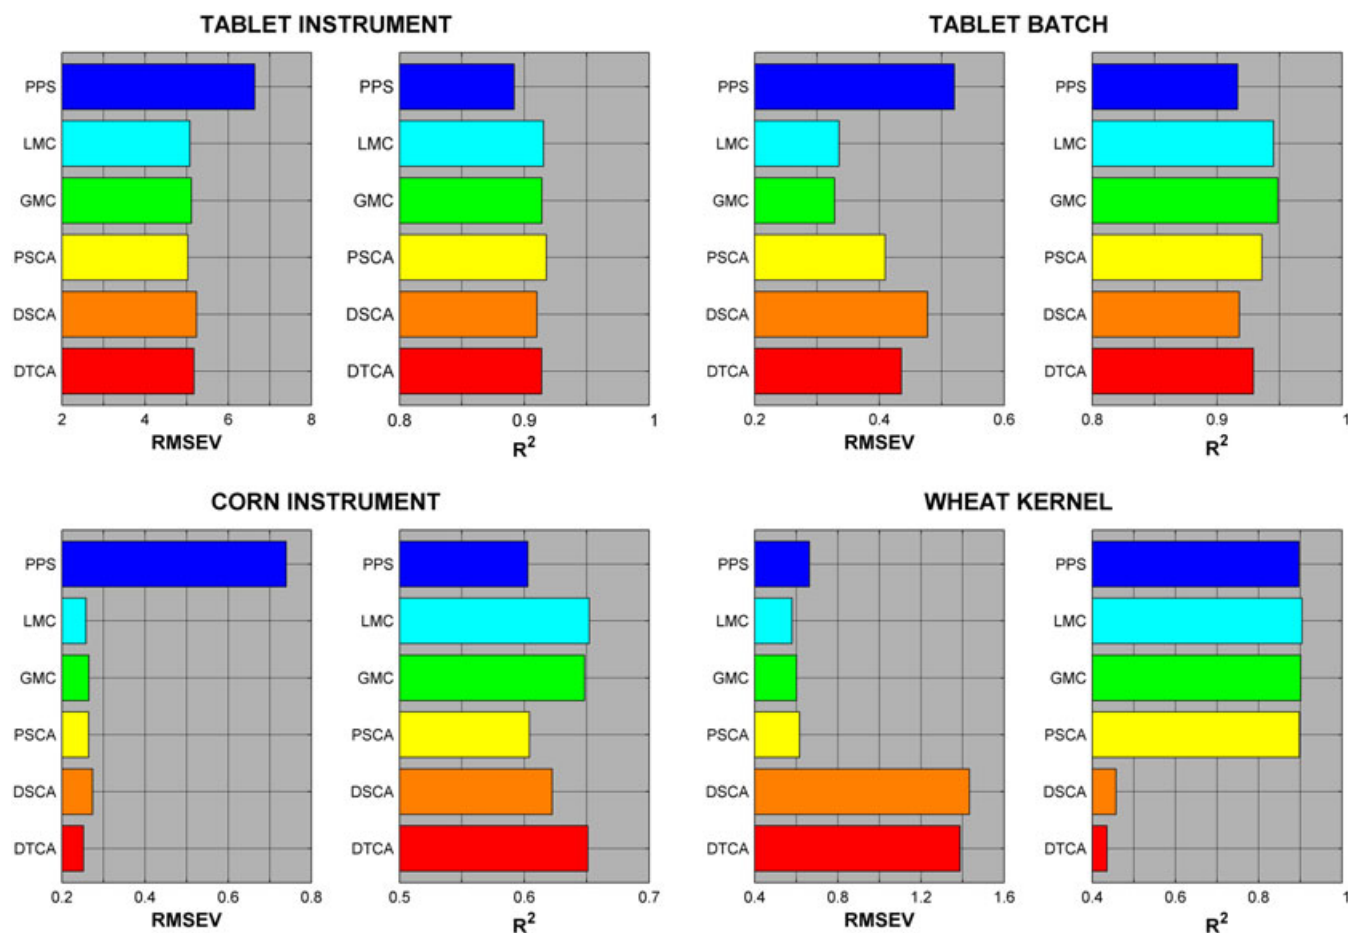 TABLET INSTRUMENT
PPS
LMC
GMC
PSCA
DSCA
DTCA
2 4 6 8
RMSEV
PPS
LMC
GMC
PSCA
DSCA
DTCA
0.8 0.9 1
R²
TABLET BATCH
PPS
LMC
GMC
PSCA
DSCA
DTCA
0.2 0.4 0.6
RMSEV
PPS
LMC
GMC
PSCA
DSCA
DTCA
0.8 0.9 1
R²
CORN INSTRUMENT
PPS
LMC
GMC
PSCA
DSCA
DTCA
0.2 0.4 0.6 0.8
RMSEV
PPS
LMC
GMC
PSCA
DSCA
DTCA
0.5 0.6 0.7
R²
WHEAT KERNEL
PPS
LMC
GMC
PSCA
DSCA
DTCA
0.4 0.8 1.2 1.6
RMSEV
PPS
LMC
GMC
PSCA
DSCA
DTCA
0.4 0.6 0.8 1
R²